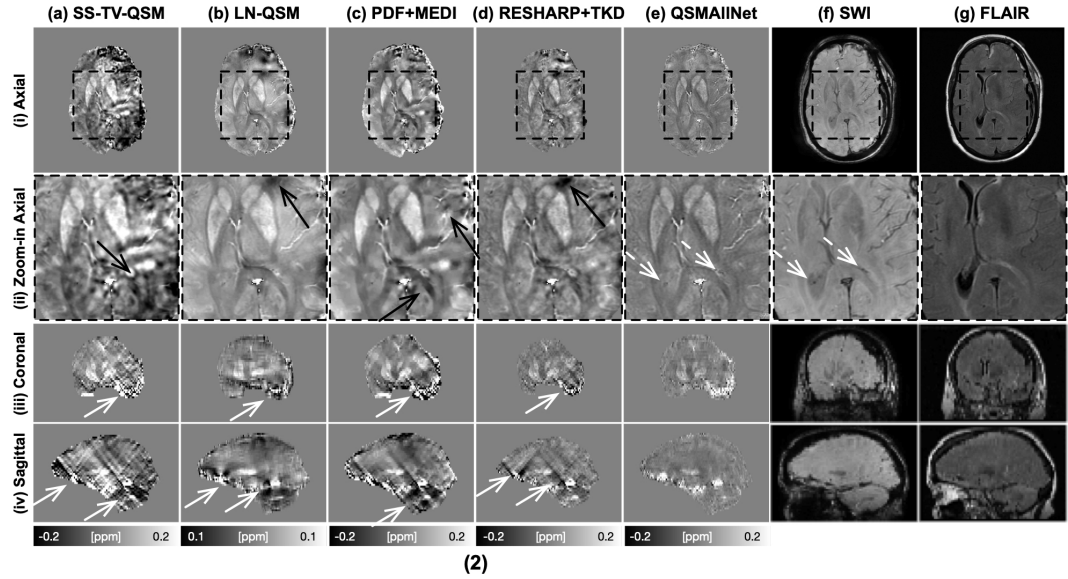 (a) SS-TV-QSM (b) LN-QSM (c) PDF+MEDI (d) RESHARP+TKD (e) QSMAIINet (f) SWI (g) FLAIR
(i) Axial
(ii) Zoom-in Axial
(iii) Coronal
(iv) Sagittal
-0.2 [ppm] 0.2 0.1 [ppm] 0.1 -0.2 [ppm] 0.2 -0.2 [ppm] 0.2 -0.2 [ppm] 0.2
(2)